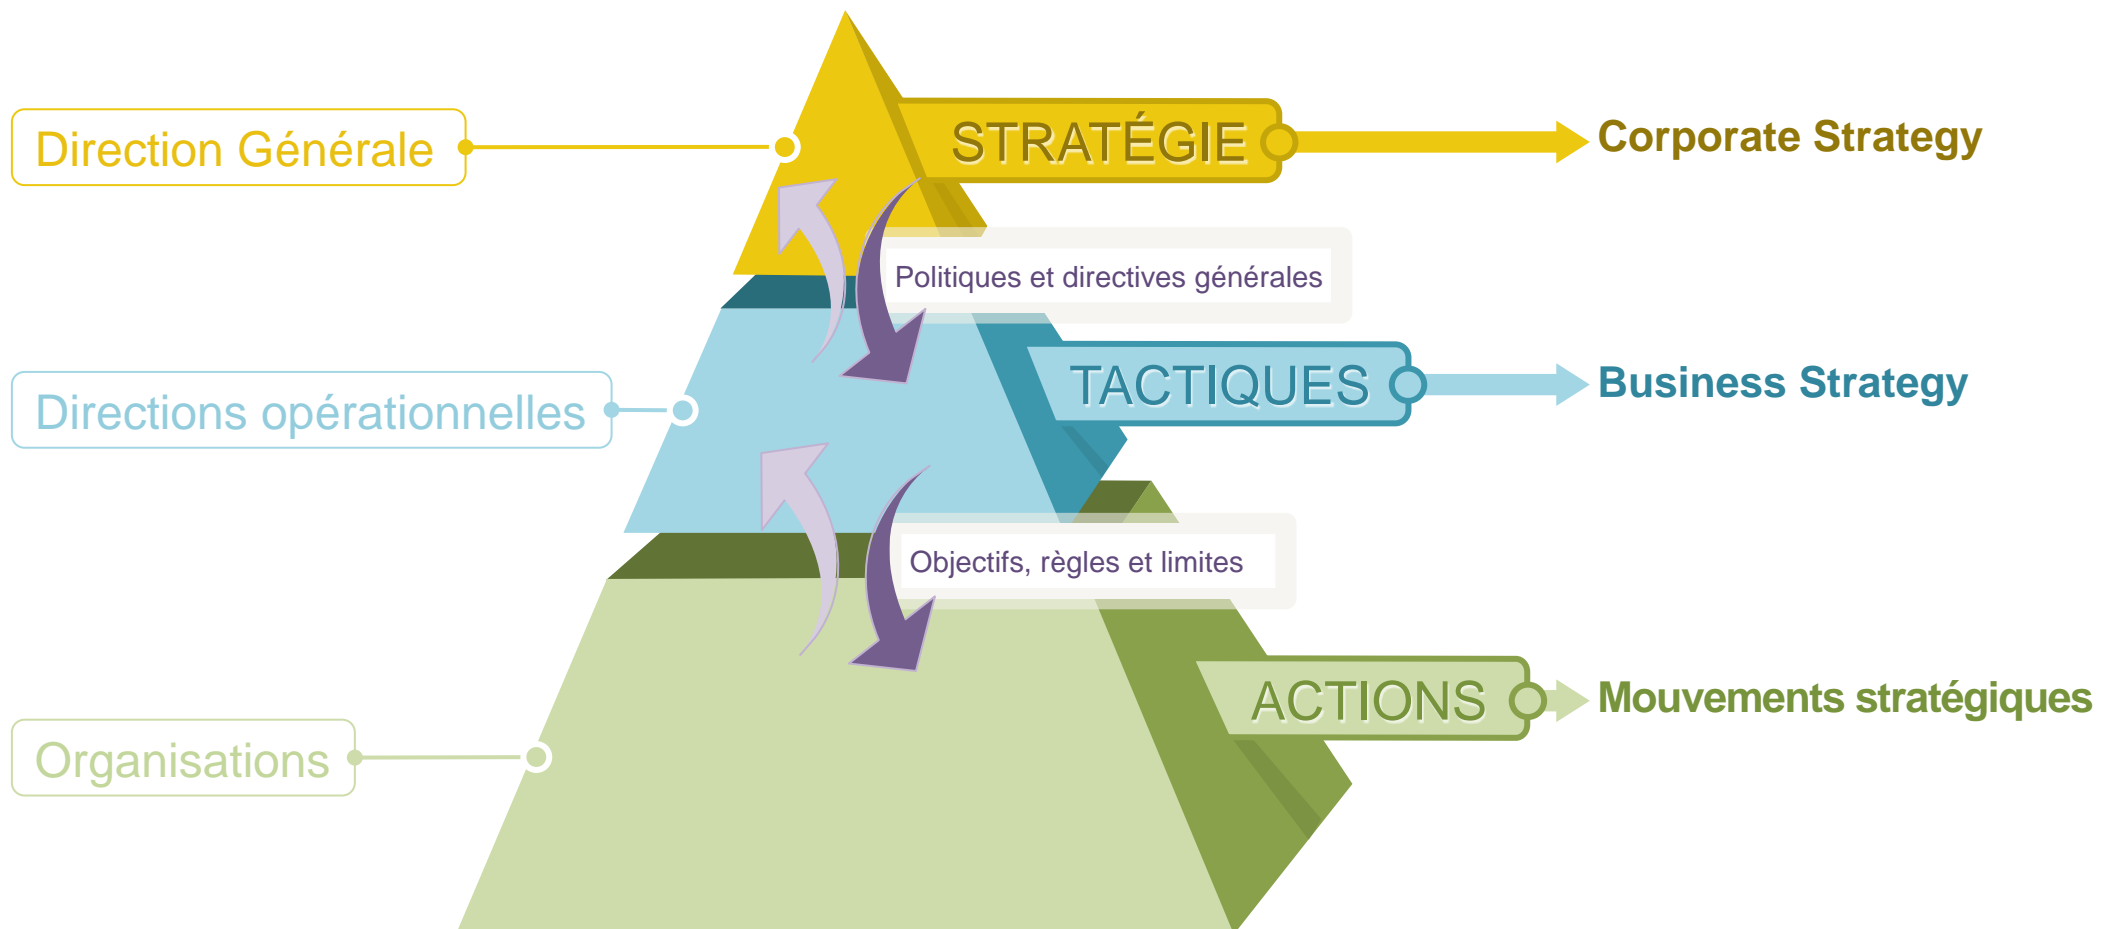 Direction Générale
STRATÉGIE
Corporate Strategy
Politiques et directives générales
Directions opérationnelles
TACTIQUES
Business Strategy
Objectifs, règles et limites
Organisations
ACTIONS
Mouvements stratégiques